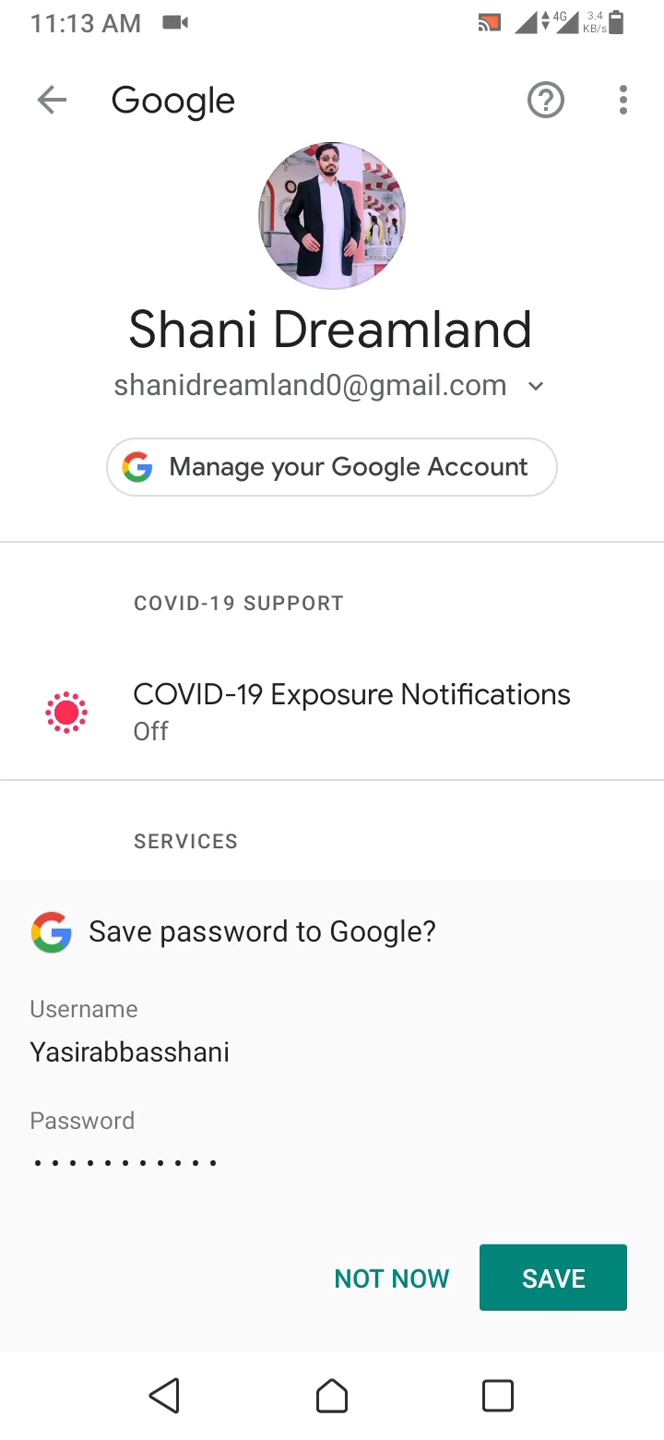 11:13 AM 4G 3.4 KB/s
Google
Shani Dreamland
shanidreamland0@gmail.com
Manage your Google Account
COVID-19 SUPPORT
COVID-19 Exposure Notifications
Off
SERVICES
Save password to Google?
Username
Yasirabbasshani
Password
• • • • • • • • • • •
NOT NOW SAVE